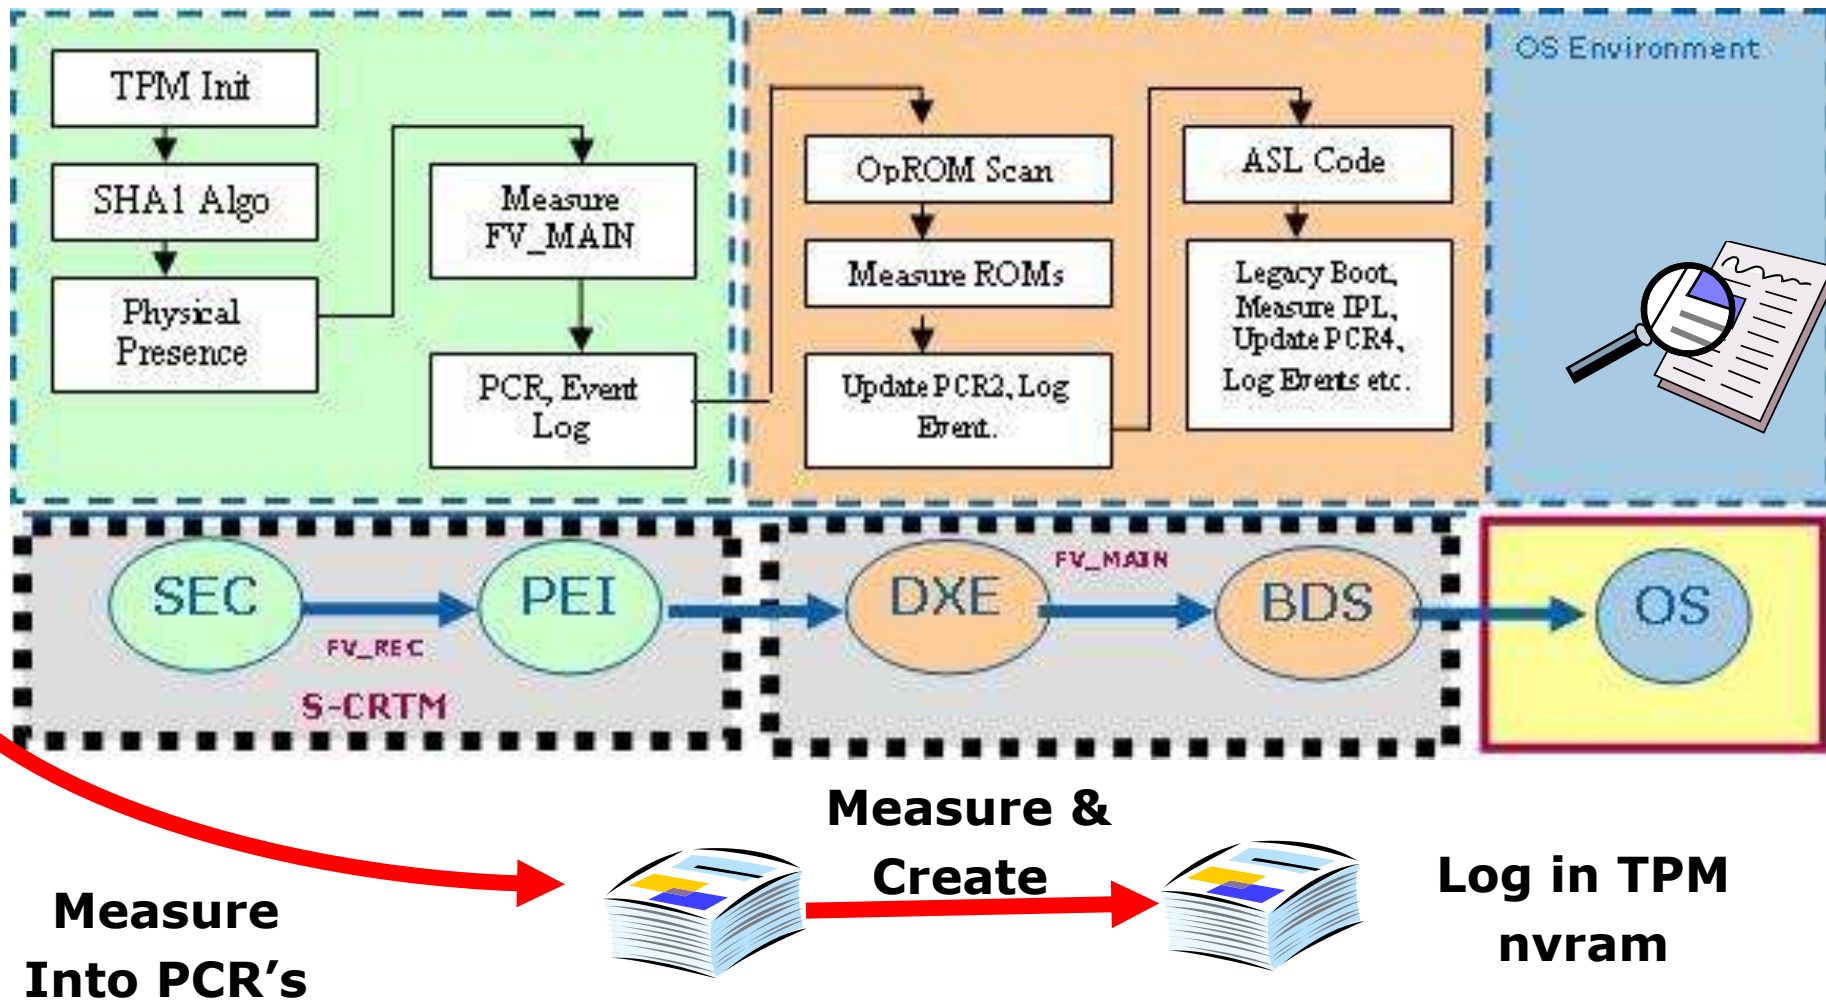 TPM Init
SHA1 Algo
Physical
Presence
Measure
FV_MAIN
PCR, Event
Log
OpROM Scan
Measure ROMs
Update PCR2, Log
Event.
ASL Code
Legacy Boot,
Measure IPL,
Update PCR4,
Log Events etc.
OS Environment
SEC
FV_REC
PEI
S-CRTM
DXE
FV_MAIN
BDS
OS
Measure
Into PCR’s
Measure &
Create
Log in TPM
nvram